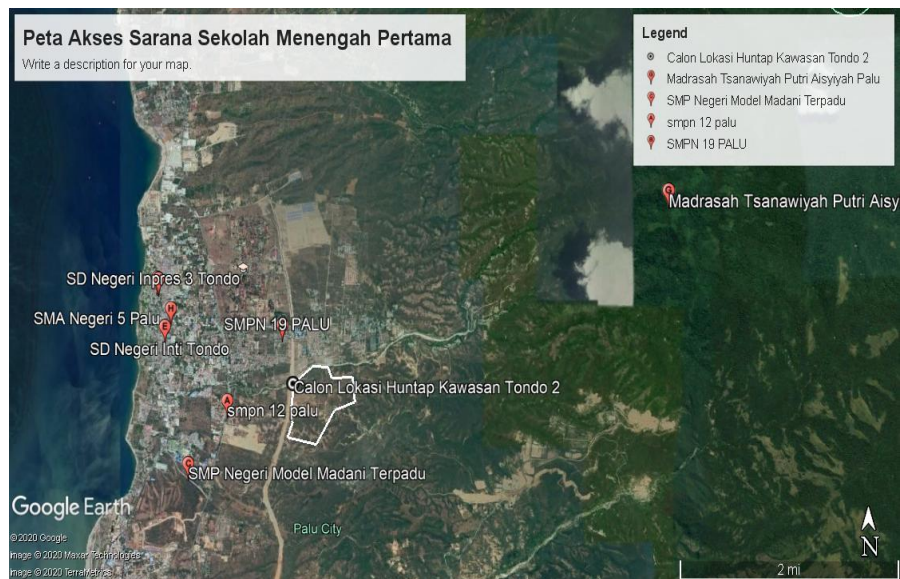 Peta Akses Sarana Sekolah Menengah Pertama
Write a description for your map.
Legend
Calon Lokasi Huntap Kawasan Tondo 2
Madrasah Tsanawiyah Putri Aisyiyah Palu
SMP Negeri Model Madani Terpadu
smpn 12 palu
SMPN 19 PALU
Madrasah Tsanawiyah Putri Aisy
SD Negeri Inpres 3 Tondo
H
SMA Negeri 5 Palu
SMPN 19 PALU
E
SD Negeri Inti Tondo
Calon Lokasi Huntap Kawasan Tondo 2
A
smpn 12 palu
C
SMP Negeri Model Madani Terpadu
Google Earth
Palu City
© 2020 Google
Image © 2020 Maxar Technologies
Image © 2020 TerraMetrics
N
2 mi